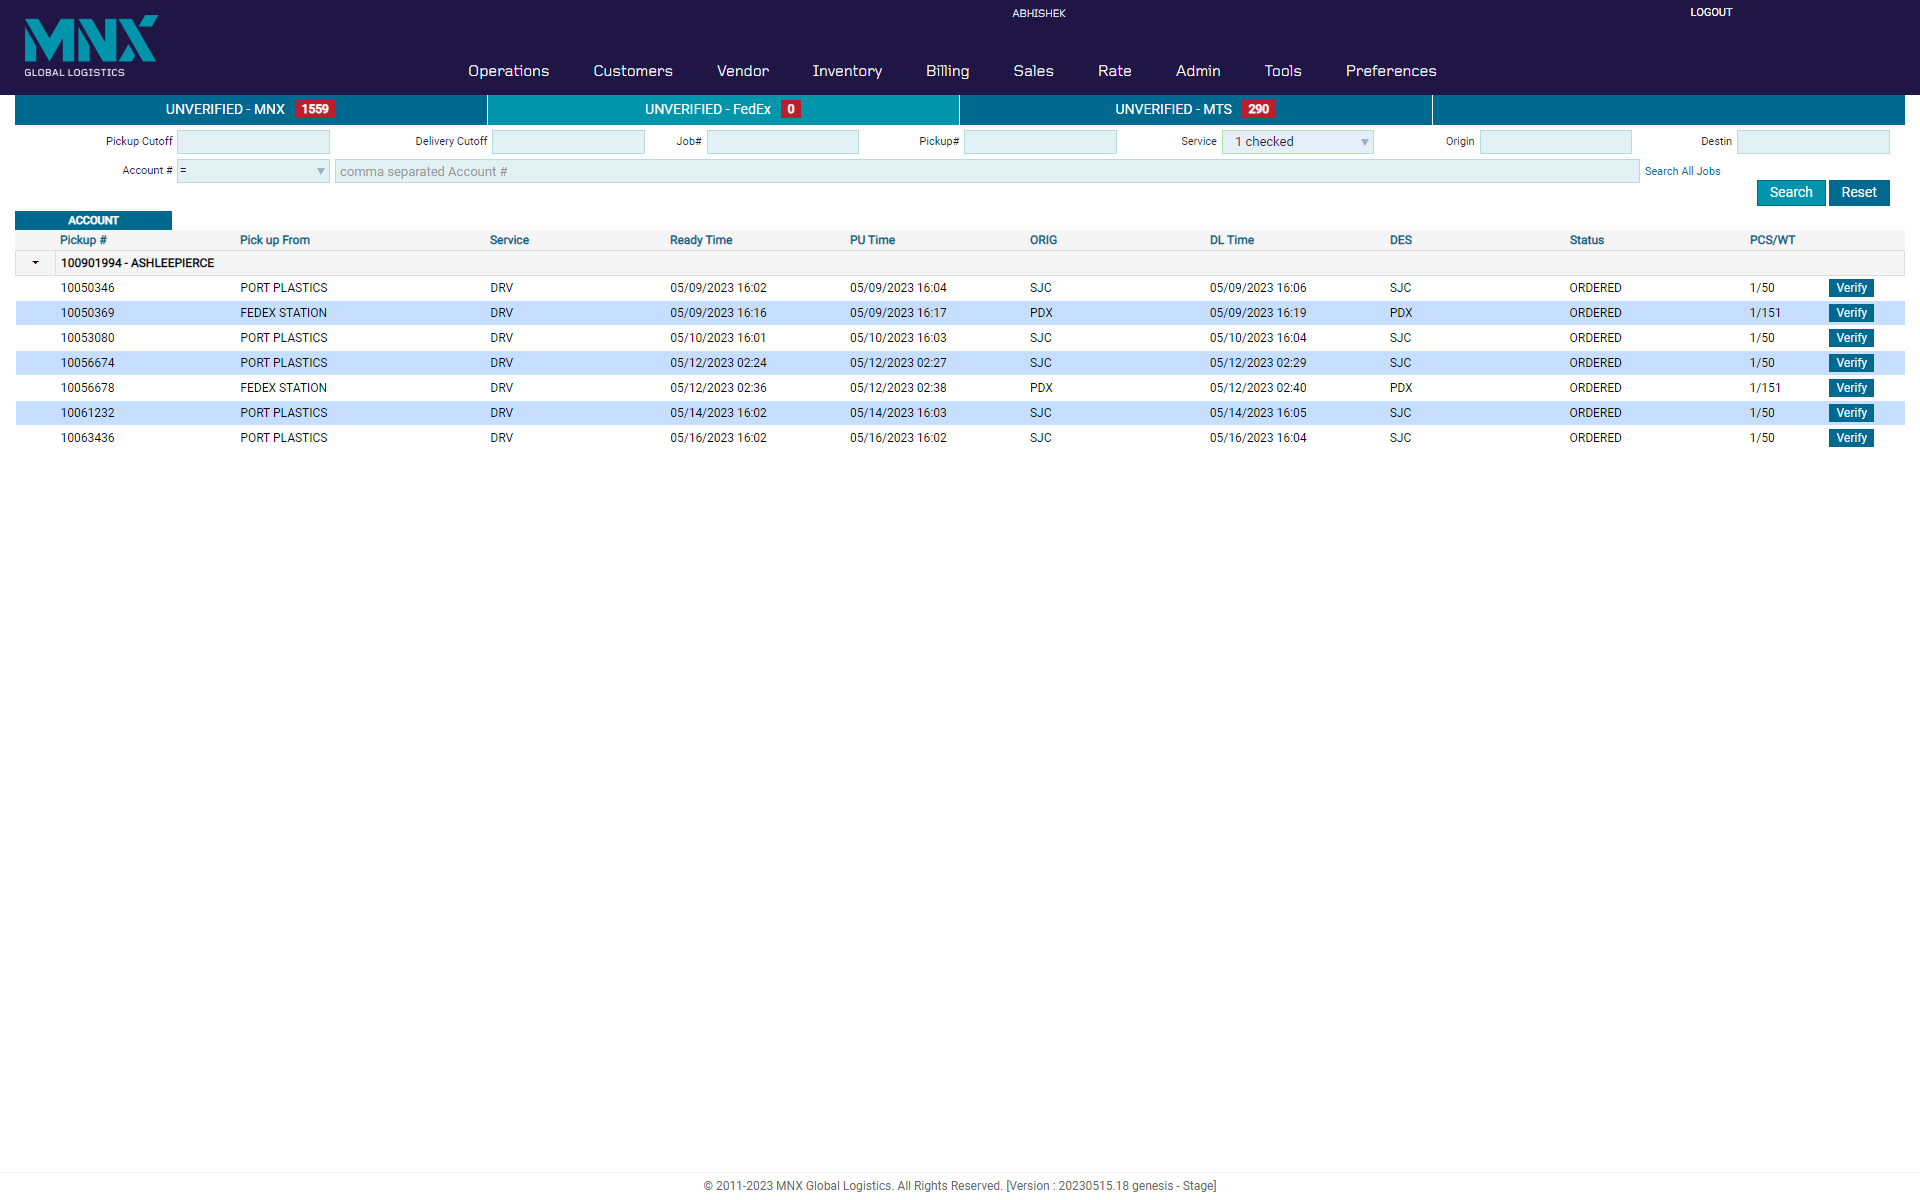 MNX
GLOBAL LOGISTICS
ABHISHEK
LOGOUT
Operations Customers Vendor Inventory Billing Sales Rate Admin Tools Preferences
UNVERIFIED - MNX 1559 UNVERIFIED - FedEx 0 UNVERIFIED - MTS 290
Pickup Cutoff Delivery Cutoff Job# Pickup# Service 1 checked Origin Destin
Account # = comma separated Account # Search All Jobs
Search Reset
ACCOUNT
Pickup # Pick up From Service Ready Time PU Time ORIG DL Time DES Status PCS/WT
100901994 - ASHLEEPIERCE
10050346 PORT PLASTICS DRV 05/09/2023 16:02 05/09/2023 16:04 SJC 05/09/2023 16:06 SJC ORDERED 1/50 Verify
10050369 FEDEX STATION DRV 05/09/2023 16:16 05/09/2023 16:17 PDX 05/09/2023 16:19 PDX ORDERED 1/151 Verify
10053080 PORT PLASTICS DRV 05/10/2023 16:01 05/10/2023 16:03 SJC 05/10/2023 16:04 SJC ORDERED 1/50 Verify
10056674 PORT PLASTICS DRV 05/12/2023 02:24 05/12/2023 02:27 SJC 05/12/2023 02:29 SJC ORDERED 1/50 Verify
10056678 FEDEX STATION DRV 05/12/2023 02:36 05/12/2023 02:38 PDX 05/12/2023 02:40 PDX ORDERED 1/151 Verify
10061232 PORT PLASTICS DRV 05/14/2023 16:02 05/14/2023 16:03 SJC 05/14/2023 16:05 SJC ORDERED 1/50 Verify
10063436 PORT PLASTICS DRV 05/16/2023 16:02 05/16/2023 16:02 SJC 05/16/2023 16:04 SJC ORDERED 1/50 Verify
© 2011-2023 MNX Global Logistics. All Rights Reserved. [Version : 20230515.18 genesis - Stage]